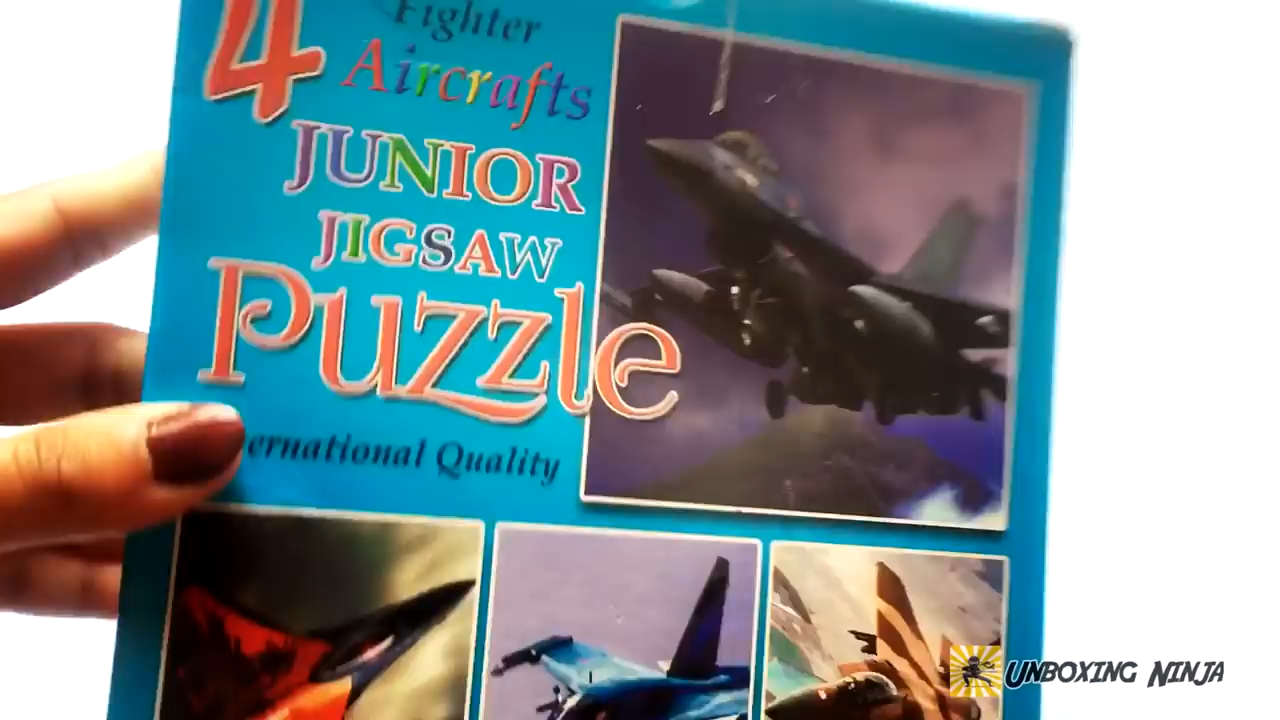 4 Fighter
Aircrafts
JUNIOR
JIGSAW
Puzzle
ernational Quality
UNBOXING NINJA